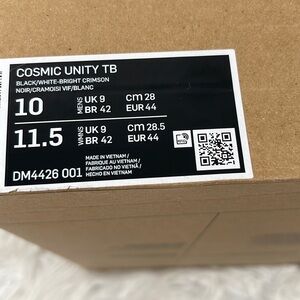 COSMIC UNITY TB
BLACK/WHITE-BRIGHT CRIMSON
NOIR/CRAMOISI VIF/BLANC
10 MENS UK 9 CM 28
BR 42 EUR 44
11.5 WMNS UK 9 CM 28.5
BR 42 EUR 44
MADE IN VIETNAM /
FABRIQUÉ AU VIETNAM /
FABRICADO NO VIETNÃ /
HECHO EN VIETNAM
DM4426 001